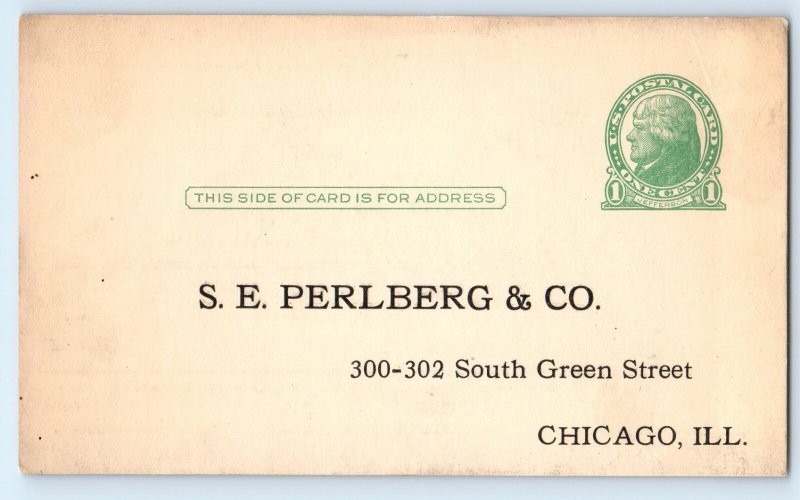 U.S. POSTAL CARD
ONE CENT
1 JEFFERSON 1
THIS SIDE OF CARD IS FOR ADDRESS
S. E. PERLBERG & CO.
300-302 South Green Street
CHICAGO, ILL.